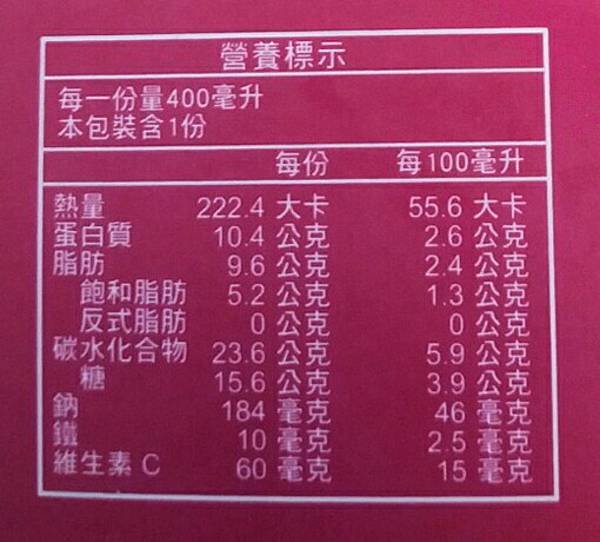 營養標示
每一份量400毫升
本包裝含1份
每份 每100毫升
熱量 222.4 大卡 55.6 大卡
蛋白質 10.4 公克 2.6 公克
脂肪 9.6 公克 2.4 公克
飽和脂肪 5.2 公克 1.3 公克
反式脂肪 0 公克 0 公克
碳水化合物 23.6 公克 5.9 公克
糖 15.6 公克 3.9 公克
鈉 184 毫克 46 毫克
鐵 10 毫克 2.5 毫克
維生素 C 60 毫克 15 毫克